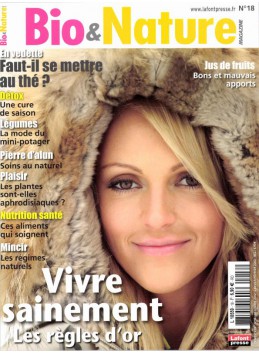 Bio&Nature
MAGAZINE
www.lafontpresse.fr N°18
En vedette
Faut-il se mettre
au thé ?
Jus de fruits
Bons et mauvais
apports
Détox
Une cure
de saison
Légumes
La mode du
mini-potager
Pierre d'alun
Soins au naturel
Plaisir
Les plantes
sont-elles
aphrodisiaques ?
Nutrition santé
Ces aliments
qui soignent
Mincir
Les régimes
naturels
Vivre
sainement
Les règles d'or
Lafont
presse